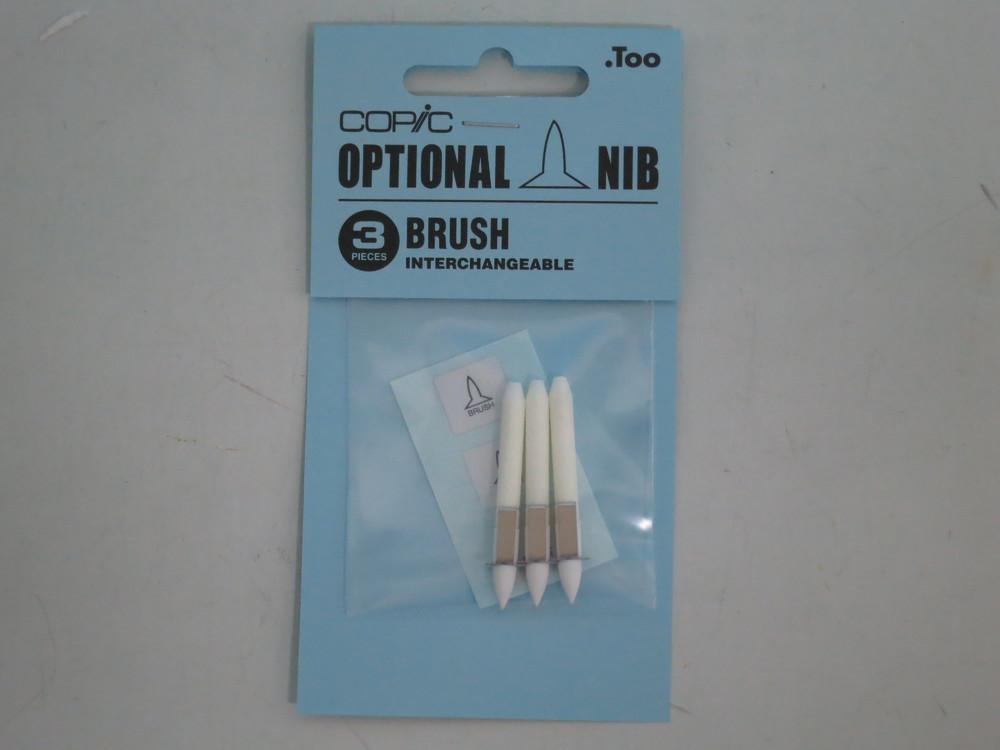 .Too
COPiC
OPTIONAL NIB
3 PIECES
BRUSH
INTERCHANGEABLE
BRUSH